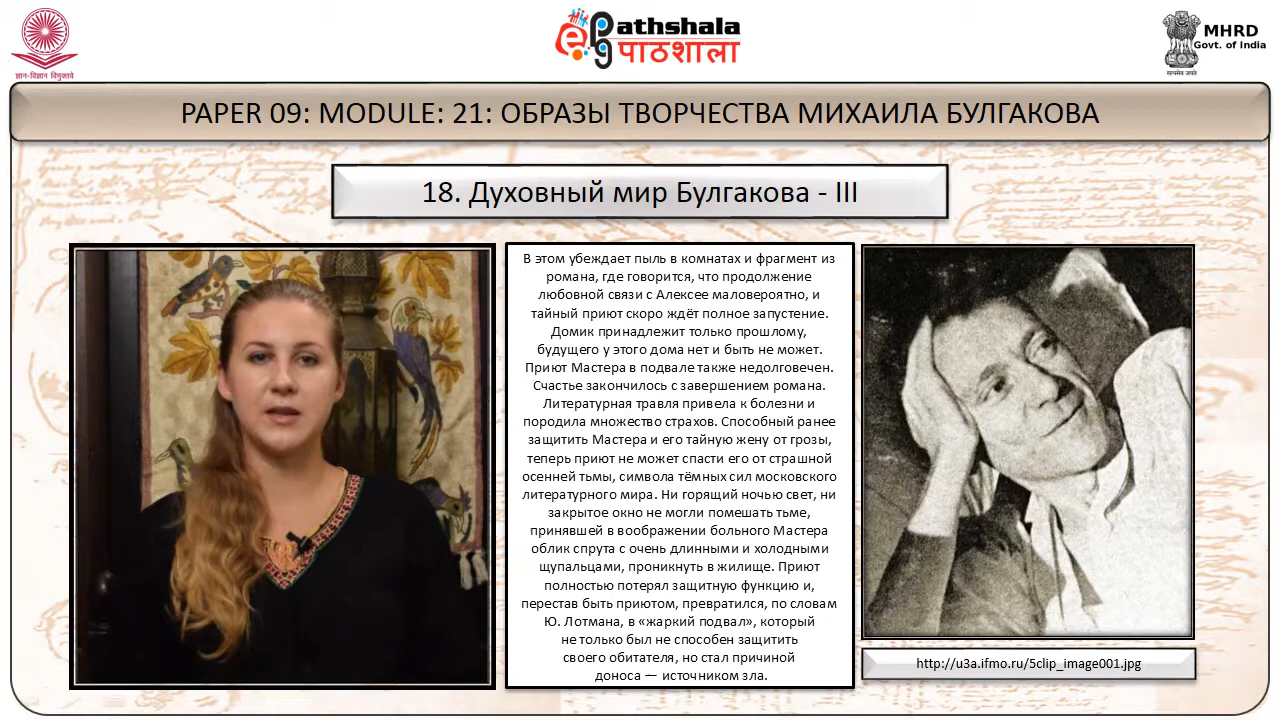 ज्ञान-विज्ञान विमुक्तये
ePathshala
पाठशाला
MHRD
Govt. of India
सत्यमेव जयते
PAPER 09: MODULE: 21: ОБРАЗЫ ТВОРЧЕСТВА МИХАИЛА БУЛГАКОВА
18. Духовный мир Булгакова - III
В этом убеждает пыль в комнатах и фрагмент из
романа, где говорится, что продолжение
любовной связи с Алексее маловероятно, и
тайный приют скоро ждёт полное запустение.
Домик принадлежит только прошлому,
будущего у этого дома нет и быть не может.
Приют Мастера в подвале также недолговечен.
Счастье закончилось с завершением романа.
Литературная травля привела к болезни и
породила множество страхов. Способный ранее
защитить Мастера и его тайную жену от грозы,
теперь приют не может спасти его от страшной
осенней тьмы, символа тёмных сил московского
литературного мира. Ни горящий ночью свет, ни
закрытое окно не могли помешать тьме,
принявшей в воображении больного Мастера
облик спрута с очень длинными и холодными
щупальцами, проникнуть в жилище. Приют
полностью потерял защитную функцию и,
перестав быть приютом, превратился, по словам
Ю. Лотмана, в «жаркий подвал», который
не только был не способен защитить
своего обитателя, но стал причиной
доноса — источником зла.
http://u3a.ifmo.ru/5clip_image001.jpg